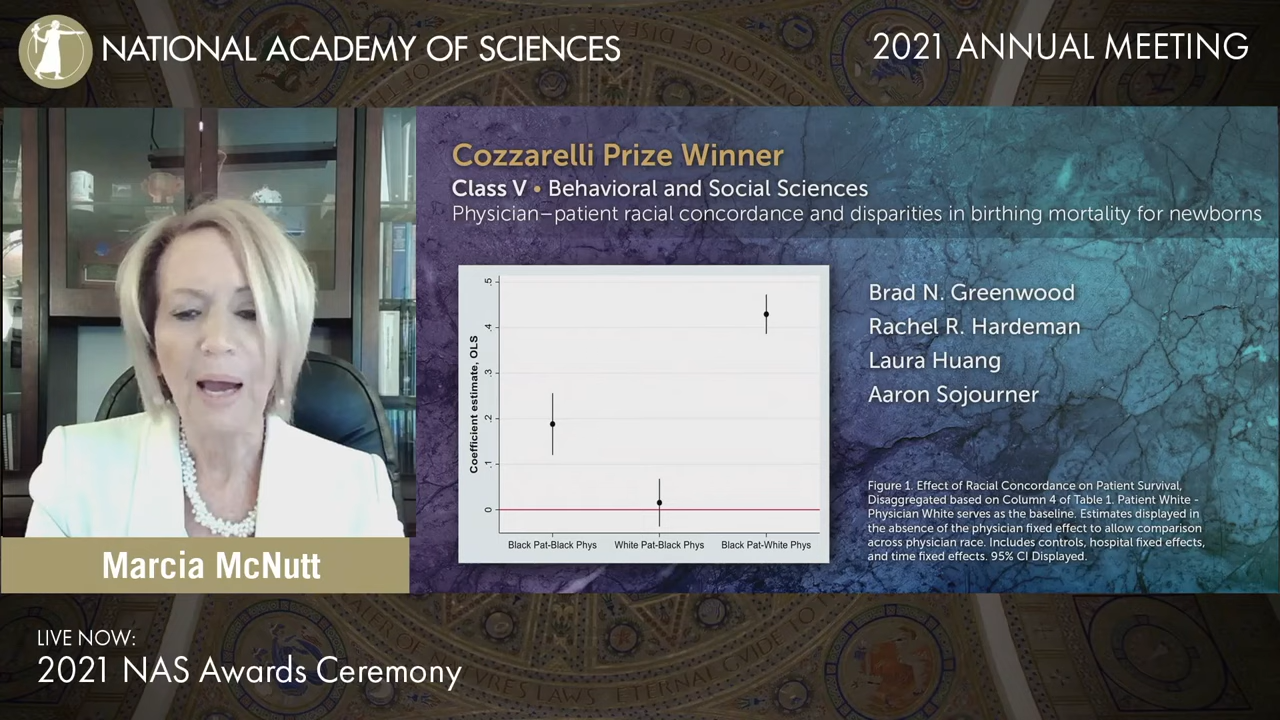 NATIONAL ACADEMY OF SCIENCES
2021 ANNUAL MEETING
Cozzarelli Prize Winner
Class V • Behavioral and Social Sciences
Physician–patient racial concordance and disparities in birthing mortality for newborns
Coefficient estimate, OLS
.5
.4
.3
.2
.1
0
Black Pat-Black Phys
White Pat-Black Phys
Black Pat-White Phys
Brad N. Greenwood
Rachel R. Hardeman
Laura Huang
Aaron Sojourner
Figure 1. Effect of Racial Concordance on Patient Survival,
Disaggregated based on Column 4 of Table 1. Patient White -
Physician White serves as the baseline. Estimates displayed in
the absence of the physician fixed effect to allow comparison
across physician race. Includes controls, hospital fixed effects,
and time fixed effects. 95% CI Displayed.
Marcia McNutt
LIVE NOW:
2021 NAS Awards Ceremony